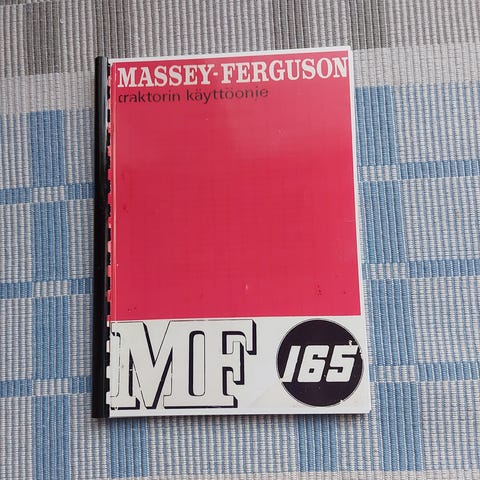 MASSEY-FERGUSON
traktorin käyttöohje
MF
165